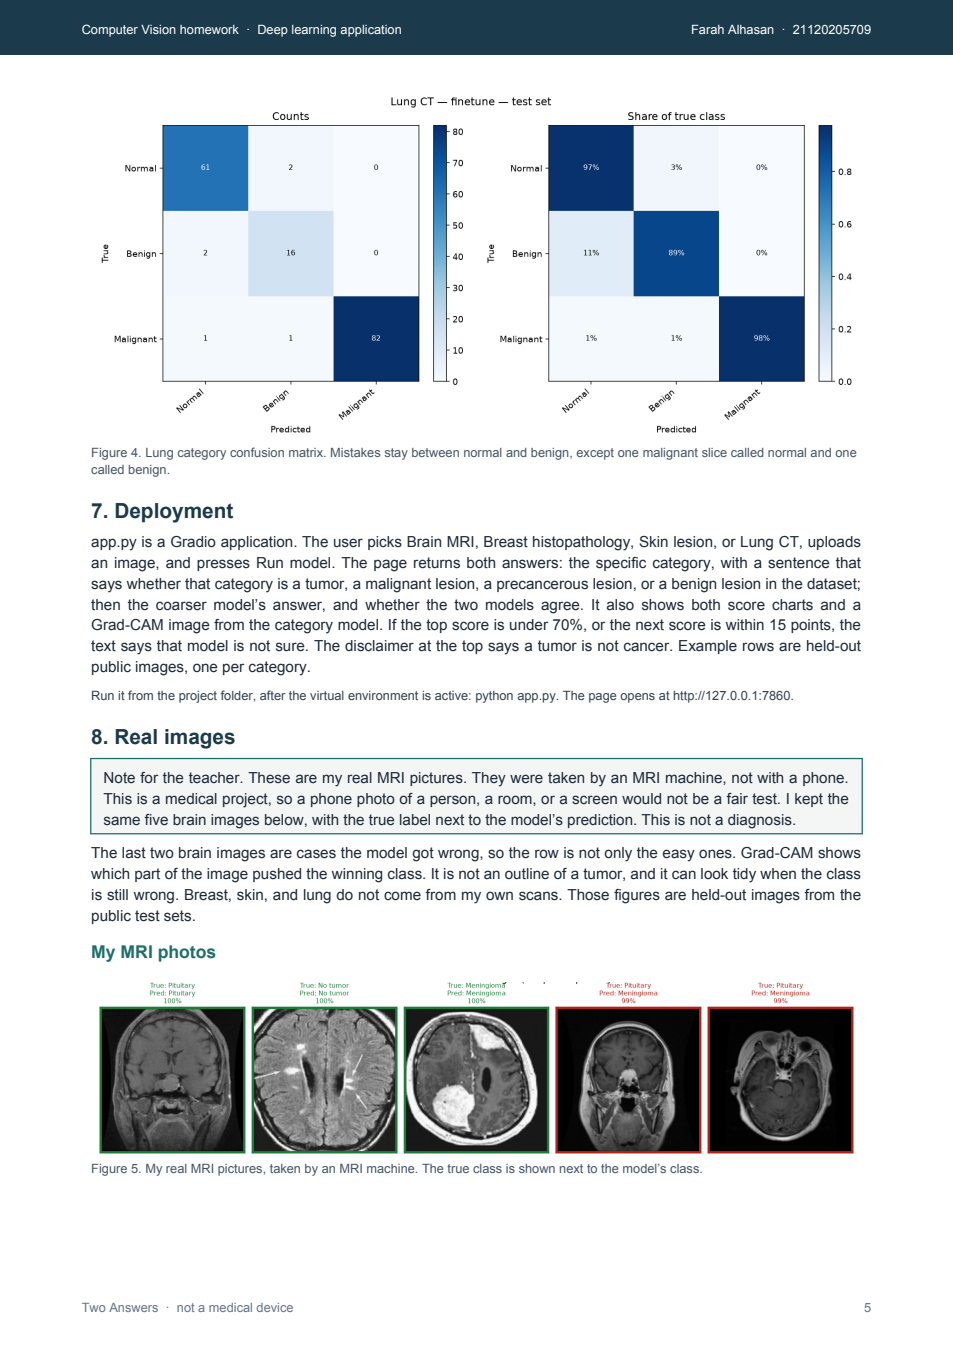 Computer Vision homework · Deep learning application
Farah Alhasan · 21120205709
Lung CT — finetune — test set
Counts
Share of true class
Normal
Benign
Malignant
True
61 2 0
2 16 0
1 1 82
80
70
60
50
40
30
20
10
0
Normal
Benign
Malignant
Predicted
True
Normal
Benign
Malignant
97% 3% 0%
11% 89% 0%
1% 1% 98%
0.8
0.6
0.4
0.2
0.0
Normal
Benign
Malignant
Predicted
Figure 4. Lung category confusion matrix. Mistakes stay between normal and benign, except one malignant slice called normal and one
called benign.
7. Deployment
app.py is a Gradio application. The user picks Brain MRI, Breast histopathology, Skin lesion, or Lung CT, uploads
an image, and presses Run model. The page returns both answers: the specific category, with a sentence that
says whether that category is a tumor, a malignant lesion, a precancerous lesion, or a benign lesion in the dataset;
then the coarser model's answer, and whether the two models agree. It also shows both score charts and a
Grad-CAM image from the category model. If the top score is under 70%, or the next score is within 15 points, the
text says that model is not sure. The disclaimer at the top says a tumor is not cancer. Example rows are held-out
public images, one per category.
Run it from the project folder, after the virtual environment is active: python app.py. The page opens at http://127.0.0.1:7860.
8. Real images
Note for the teacher. These are my real MRI pictures. They were taken by an MRI machine, not with a phone.
This is a medical project, so a phone photo of a person, a room, or a screen would not be a fair test. I kept the
same five brain images below, with the true label next to the model's prediction. This is not a diagnosis.
The last two brain images are cases the model got wrong, so the row is not only the easy ones. Grad-CAM shows
which part of the image pushed the winning class. It is not an outline of a tumor, and it can look tidy when the class
is still wrong. Breast, skin, and lung do not come from my own scans. Those figures are held-out images from the
public test sets.
My MRI photos
True: Pituitary
Pred: Pituitary
100%
True: No tumor
Pred: No tumor
100%
True: Meningioma
Pred: Meningioma
100%
True: Pituitary
Pred: Meningioma
99%
True: Pituitary
Pred: Meningioma
99%
Figure 5. My real MRI pictures, taken by an MRI machine. The true class is shown next to the model's class.
Two Answers · not a medical device
5